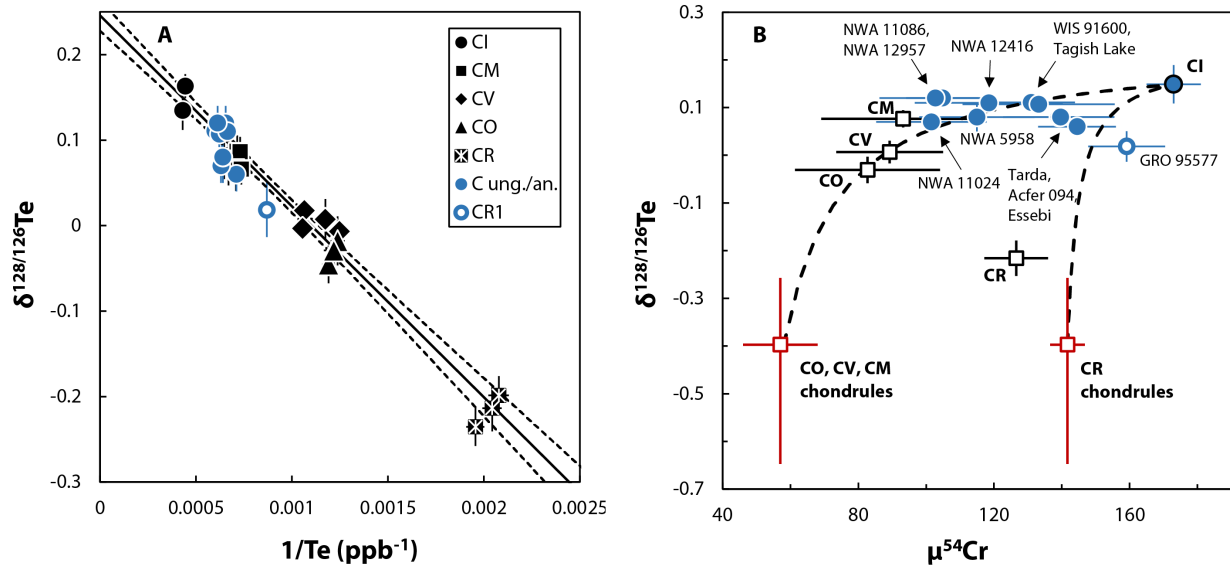 A
CI
CM
CV
CO
CR
C ung./an.
CR1
0.2
0.1
0
-0.1
-0.2
-0.3
0
0.0005
0.001
0.0015
0.002
0.0025
δ128/126Te
1/Te (ppb-1)
B
NWA 11086,
NWA 12957
NWA 12416
WIS 91600,
Tagish Lake
CI
CM
CV
CO
NWA 5958
NWA 11024
Tarda,
Acfer 094,
Essebi
GRO 95577
CR
CO, CV, CM
chondrules
CR
chondrules
0.3
0.1
-0.1
-0.3
-0.5
-0.7
40
80
120
160
δ128/126Te
μ54Cr